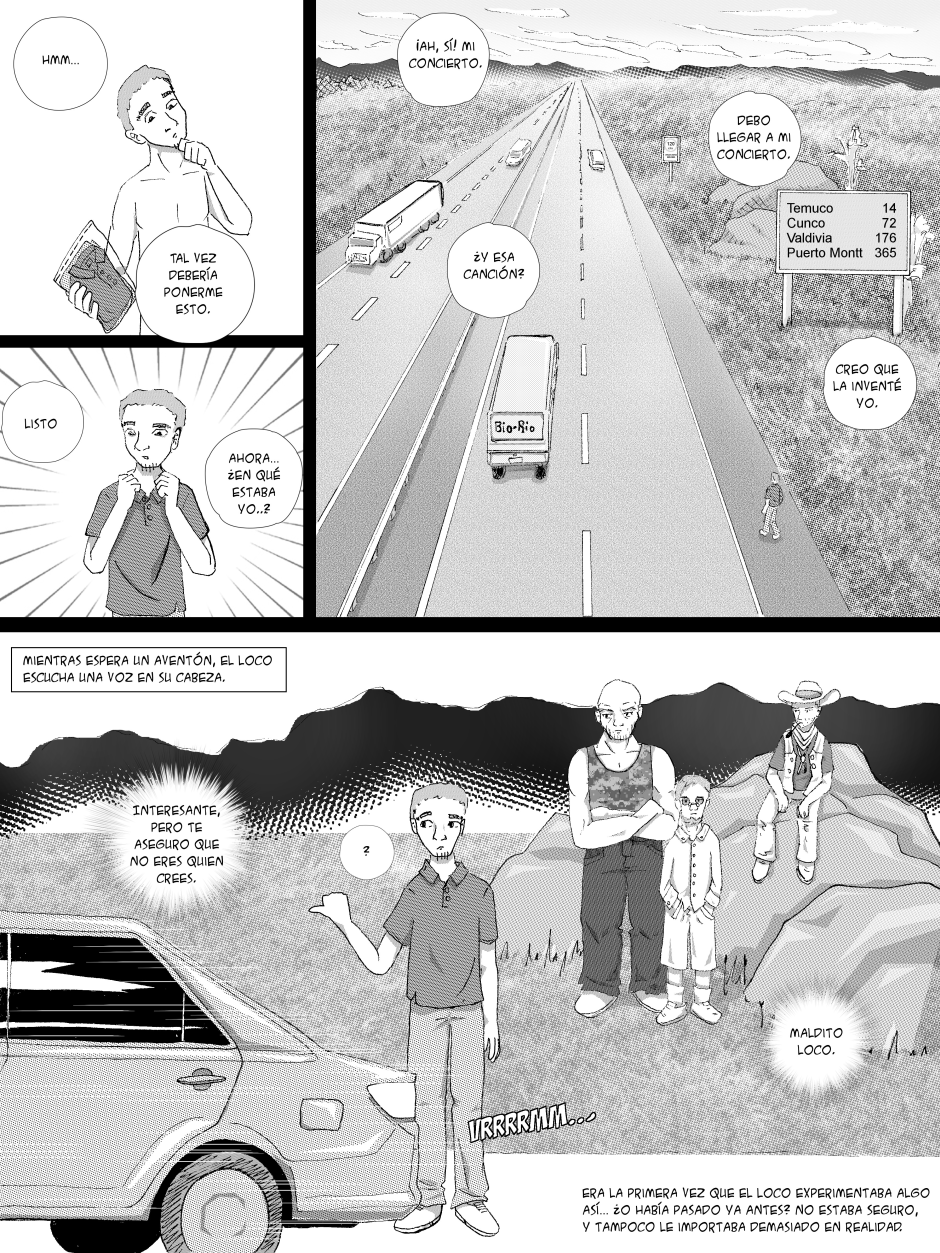 HMM...
TAL VEZ
DEBERÍA
PONERME
ESTO.
LISTO
AHORA...
¿EN QUÉ
ESTABA
YO..?
¡AH, SÍ! MI
CONCIERTO.
DEBO
LLEGAR A MI
CONCIERTO.
120
Temuco 14
Cunco 72
Valdivia 176
Puerto Montt 365
¿Y ESA
CANCIÓN?
CREO QUE
LA INVENTÉ
YO.
Bio-Rio
MIENTRAS ESPERA UN AVENTÓN, EL LOCO
ESCUCHA UNA VOZ EN SU CABEZA.
INTERESANTE,
PERO TE
ASEGURO QUE
NO ERES QUIEN
CREES.
?
MALDITO
LOCO.
VRRRRMM...
ERA LA PRIMERA VEZ QUE EL LOCO EXPERIMENTABA ALGO
ASÍ... ¿O HABÍA PASADO YA ANTES? NO ESTABA SEGURO,
Y TAMPOCO LE IMPORTABA DEMASIADO EN REALIDAD.